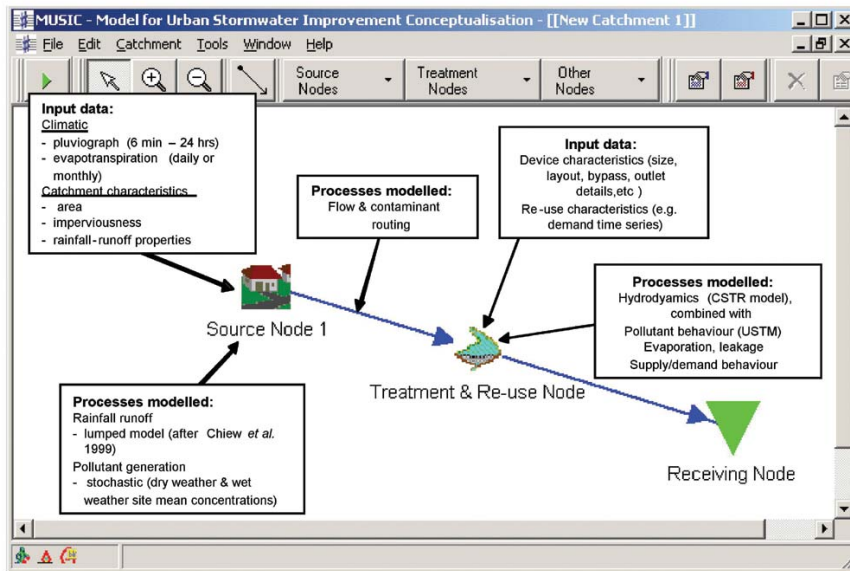 MUSIC - Model for Urban Stormwater Improvement Conceptualisation - [[New Catchment 1]]
File Edit Catchment Tools Window Help
Source
Nodes
Treatment
Nodes
Other
Nodes
Input data:
Climatic
- pluviograph (6 min – 24 hrs)
- evapotranspiration (daily or
monthly)
Catchment characteristics
- area
- imperviousness
- rainfall-runoff properties
Processes modelled:
Flow & contaminant
routing
Input data:
Device characteristics (size,
layout, bypass, outlet
details,etc )
Re-use characteristics (e.g.
demand time series)
Processes modelled:
Hydrodyamics (CSTR model),
combined with
Pollutant behaviour (USTM)
Evaporation, leakage
Supply/demand behaviour
Source Node 1
Treatment & Re-use Node
Receiving Node
Processes modelled:
Rainfall runoff
- lumped model (after Chiew et al.
1999)
Pollutant generation
- stochastic (dry weather & wet
weather site mean concentrations)